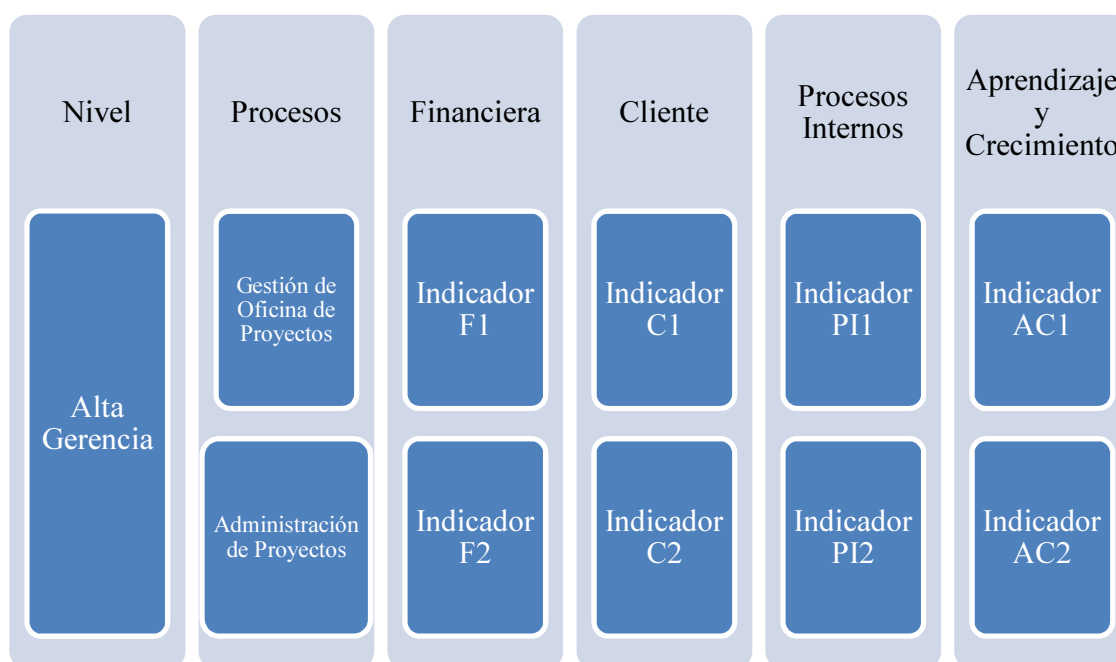 Nivel
Procesos
Financiera
Cliente
Procesos
Internos
Aprendizaje
y
Crecimiento
Alta
Gerencia
Gestión de
Oficina de
Proyectos
Indicador
F1
Indicador
C1
Indicador
PI1
Indicador
AC1
Administración
de Proyectos
Indicador
F2
Indicador
C2
Indicador
PI2
Indicador
AC2